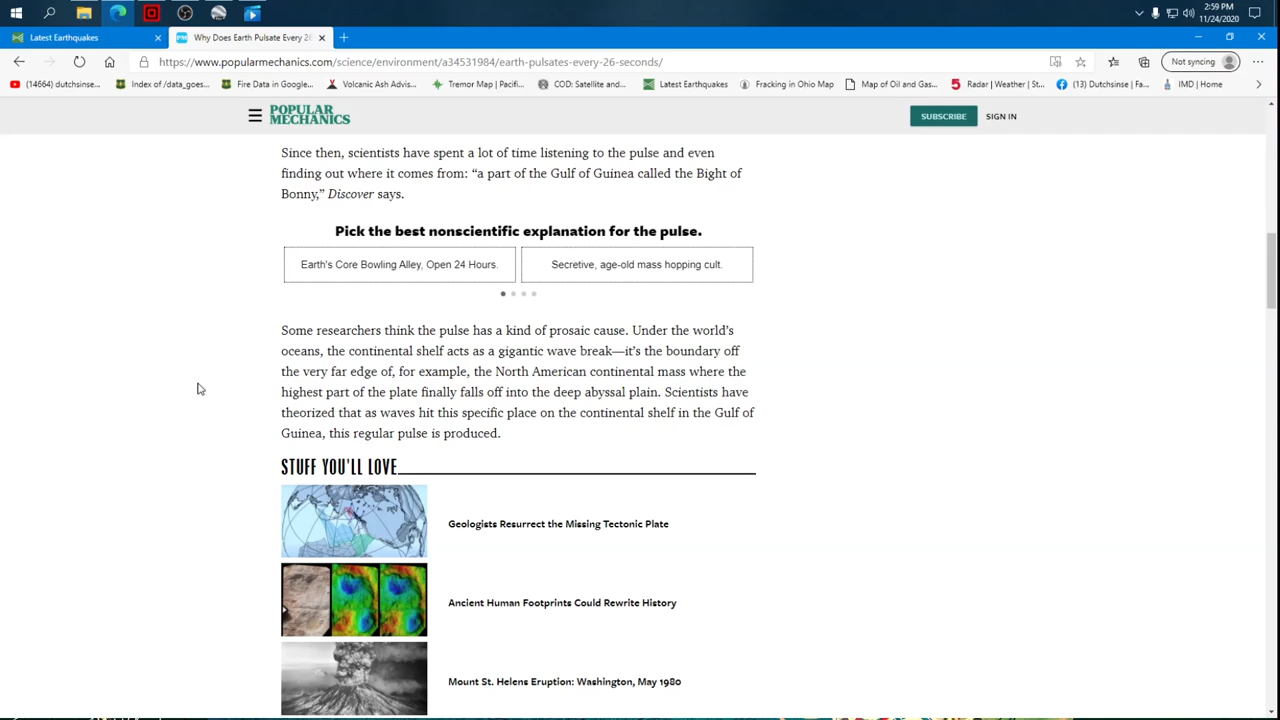 2:59 PM
11/24/2020
Latest Earthquakes
PM Why Does Earth Pulsate Every 26
https://www.popularmechanics.com/science/environment/a34531984/earth-pulsates-every-26-seconds/
Not syncing
(14664) dutchsinse... Index of /data_goes... Fire Data in Google... Volcanic Ash Advis... Tremor Map | Pacifi... COD: Satellite and... Latest Earthquakes Fracking in Ohio Map Map of Oil and Gas... Radar | Weather | St... (13) Dutchsinse | Fa... IMD | Home
POPULAR
MECHANICS
SUBSCRIBE SIGN IN
Since then, scientists have spent a lot of time listening to the pulse and even
finding out where it comes from: “a part of the Gulf of Guinea called the Bight of
Bonny,” Discover says.
Pick the best nonscientific explanation for the pulse.
Earth's Core Bowling Alley, Open 24 Hours. Secretive, age-old mass hopping cult.
Some researchers think the pulse has a kind of prosaic cause. Under the world’s
oceans, the continental shelf acts as a gigantic wave break—it’s the boundary off
the very far edge of, for example, the North American continental mass where the
highest part of the plate finally falls off into the deep abyssal plain. Scientists have
theorized that as waves hit this specific place on the continental shelf in the Gulf of
Guinea, this regular pulse is produced.
STUFF YOU'LL LOVE
Geologists Resurrect the Missing Tectonic Plate
Ancient Human Footprints Could Rewrite History
Mount St. Helens Eruption: Washington, May 1980